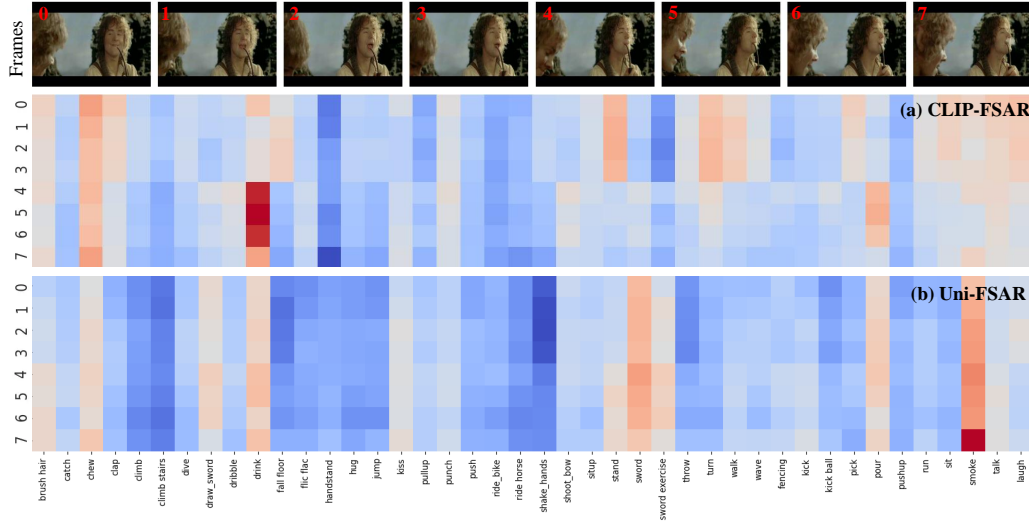 0 1 2 3 4 5 6 7
Frames
(a) CLIP-FSAR
0
1
2
3
4
5
6
7
(b) Uni-FSAR
0
1
2
3
4
5
6
7
brush hair
catch
chew
clap
climb
climb stairs
dive
draw_sword
dribble
drink
fall floor
flic flac
handstand
hug
jump
kiss
pullup
punch
push
ride_bike
ride horse
shake_hands
shoot_bow
situp
stand
sword
sword exercise
throw
turn
walk
wave
fencing
kick
kick ball
pick
pour
pushup
run
sit
smoke
talk
laugh